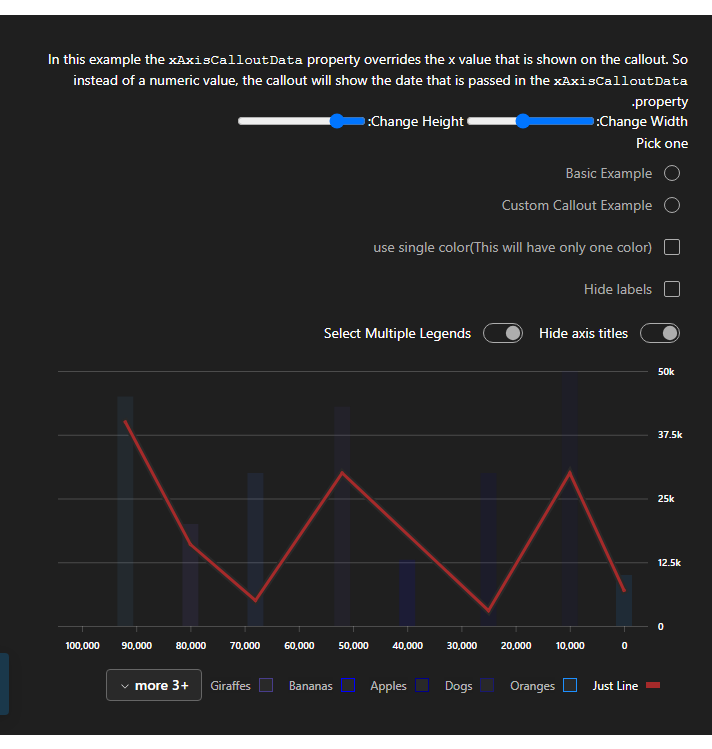 In this example the xAxisCalloutData property overrides the x value that is shown on the callout. So
instead of a numeric value, the callout will show the date that is passed in the xAxisCalloutData
.property
:Change Width :Change Height
Pick one
Basic Example
Custom Callout Example
use single color(This will have only one color)
Hide labels
Hide axis titles Select Multiple Legends
50k
37.5k
25k
12.5k
0
100,000 90,000 80,000 70,000 60,000 50,000 40,000 30,000 20,000 10,000 0
Just Line Oranges Dogs Apples Bananas Giraffes more 3+